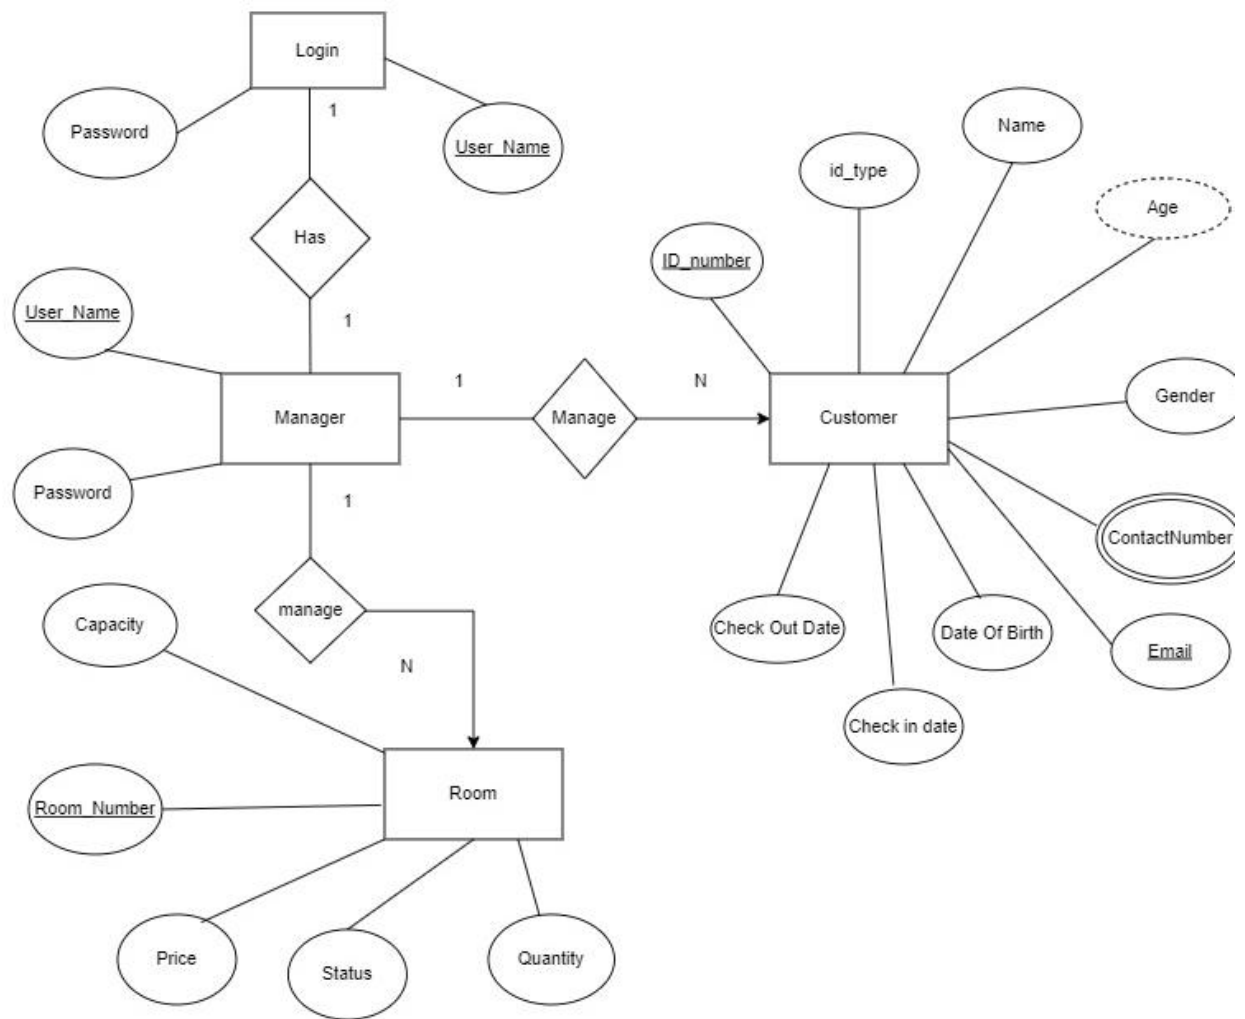 Login
1
Password
User_Name
Name
id_type
Age
Has
ID_number
User_Name
1
Manager
1
Manage
N
Customer
Gender
Password
1
ContactNumber
manage
Capacity
Check Out Date
Date Of Birth
Email
N
Check in date
Room
Room_Number
Price
Status
Quantity